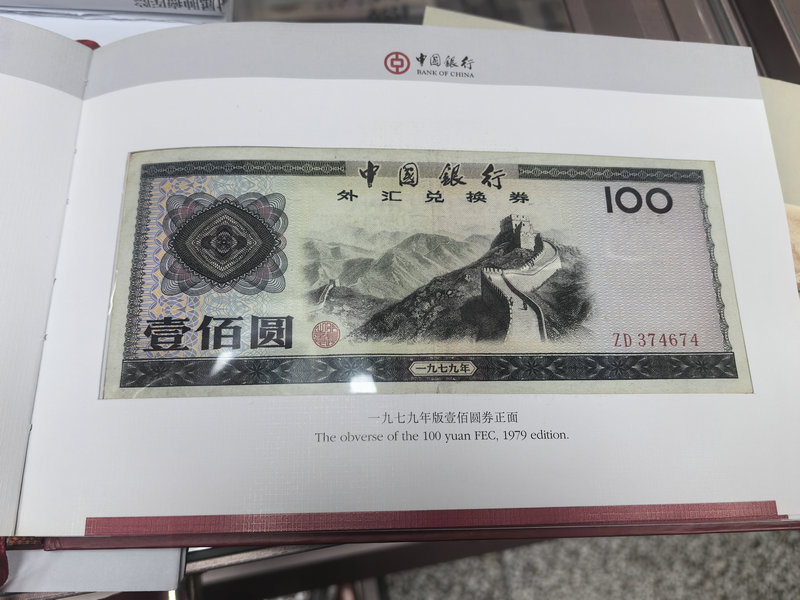 中国银行
BANK OF CHINA
中国银行
外汇兑换券
100
壹佰圆
ZD 374674
一九七九年
一九七九年版壹佰圆券正面
The obverse of the 100 yuan FEC, 1979 edition.